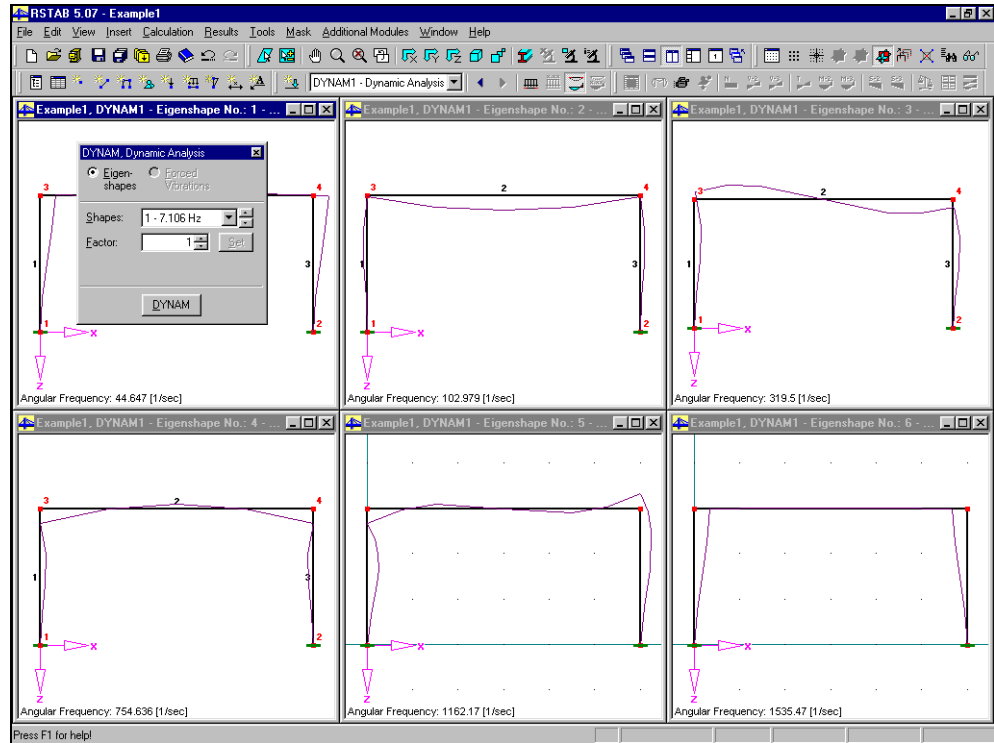 RSTAB 5.07 - Example1
File Edit View Insert Calculation Results Tools Mask Additional Modules Window Help
DYNAM1 - Dynamic Analysis
Example1, DYNAM1 - Eigenshape No.: 1 - ...
DYNAM, Dynamic Analysis
Eigen-
shapes
Forced
Vibrations
Shapes: 1 - 7.106 Hz
Factor: 1 Set
DYNAM
3
4
1
3
1
2
X
Z
Angular Frequency: 44.647 [1/sec]
Example1, DYNAM1 - Eigenshape No.: 2 - ...
3
2
4
1
3
1
2
X
Z
Angular Frequency: 102.979 [1/sec]
Example1, DYNAM1 - Eigenshape No.: 3 - ...
3
2
4
1
3
1
2
X
Z
Angular Frequency: 319.5 [1/sec]
Example1, DYNAM1 - Eigenshape No.: 4 - ...
3
2
4
1
3
1
2
X
Z
Angular Frequency: 754.636 [1/sec]
Example1, DYNAM1 - Eigenshape No.: 5 - ...
X
Z
Angular Frequency: 1162.17 [1/sec]
Example1, DYNAM1 - Eigenshape No.: 6 - ...
X
Z
Angular Frequency: 1535.47 [1/sec]
Press F1 for help!